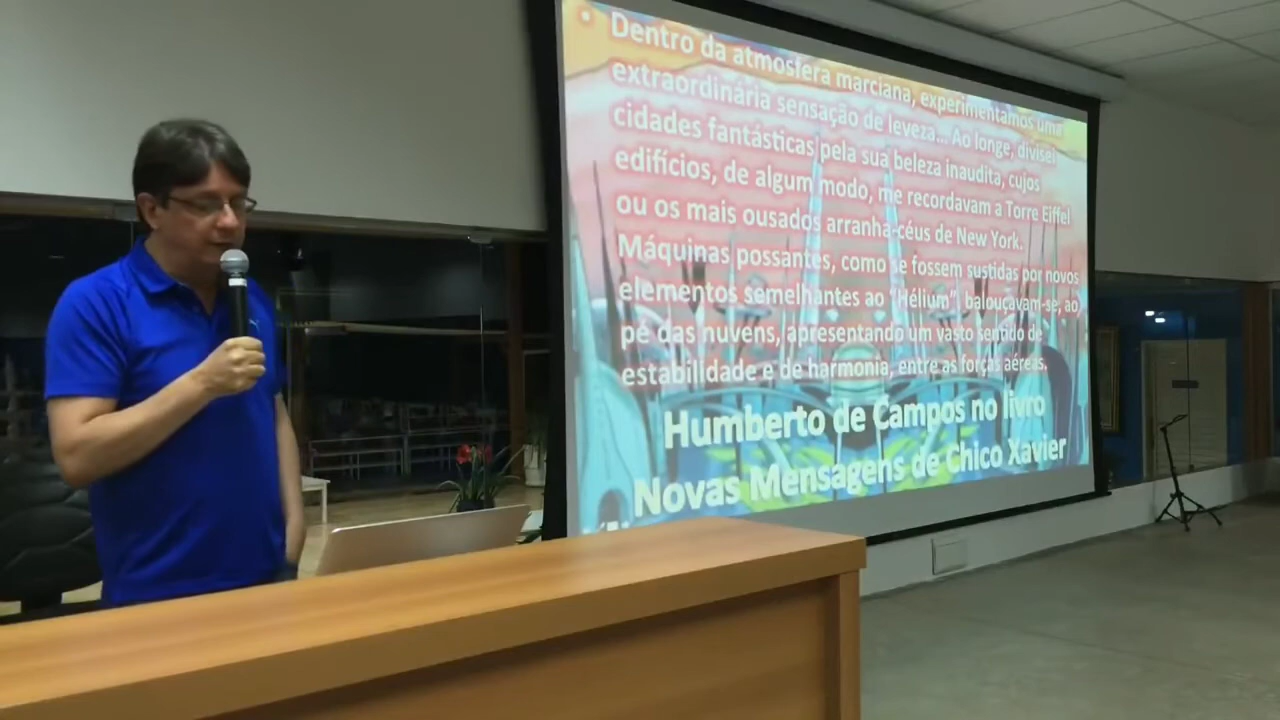 • Dentro da atmosfera marciana, experimentamos uma
extraordinária sensação de leveza... Ao longe, divisei
cidades fantásticas pela sua beleza inaudita, cujos
edifícios, de algum modo, me recordavam a Torre Eiffel
ou os mais ousados arranha-céus de New York.
Máquinas possantes, como se fossem sustidas por novos
elementos semelhantes ao "Hélium", balouçavam-se, ao
pé das nuvens, apresentando um vasto sentido de
estabilidade e de harmonia, entre as forças aéreas.
Humberto de Campos no livro
Novas Mensagens de Chico Xavier